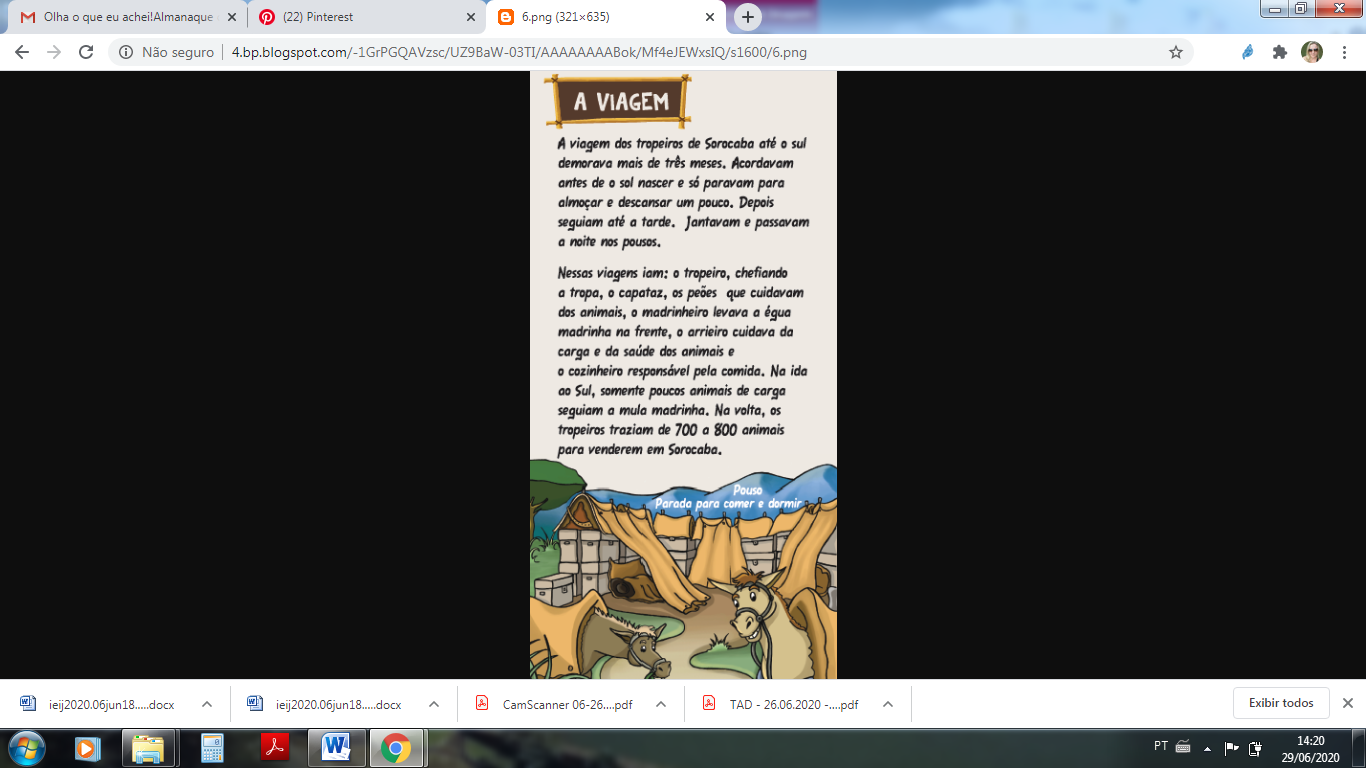 Olha o que eu achei!Almanaque
(22) Pinterest
6.png (321×635)
Não seguro
4.bp.blogspot.com/-1GrPGQAVzsc/UZ9BaW-03TI/AAAAAAAABok/Mf4eJEWxsIQ/s1600/6.png
A VIAGEM
A viagem dos tropeiros de Sorocaba até o sul
demorava mais de três meses. Acordavam
antes de o sol nascer e só paravam para
almoçar e descansar um pouco. Depois
seguiam até a tarde. Jantavam e passavam
a noite nos pousos.
Nessas viagens iam: o tropeiro, chefiando
a tropa, o capataz, os peões que cuidavam
dos animais, o madrinheiro levava a égua
madrinha na frente, o arrieiro cuidava da
carga e da saúde dos animais e
o cozinheiro responsável pela comida. Na ida
ao Sul, somente poucos animais de carga
seguiam a mula madrinha. Na volta, os
tropeiros traziam de 700 a 800 animais
para venderem em Sorocaba.
Pouso
Parada para comer e dormir
ieij2020.06jun18.....docx
ieij2020.06jun18.....docx
CamScanner 06-26....pdf
TAD - 26.06.2020 -....pdf
Exibir todos
PT
14:20
29/06/2020